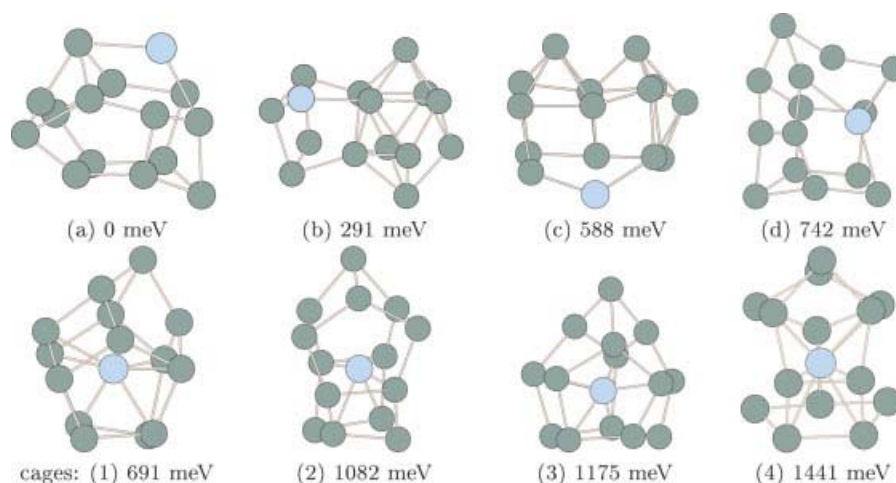 (a) 0 meV (b) 291 meV (c) 588 meV (d) 742 meV
cages: (1) 691 meV (2) 1082 meV (3) 1175 meV (4) 1441 meV